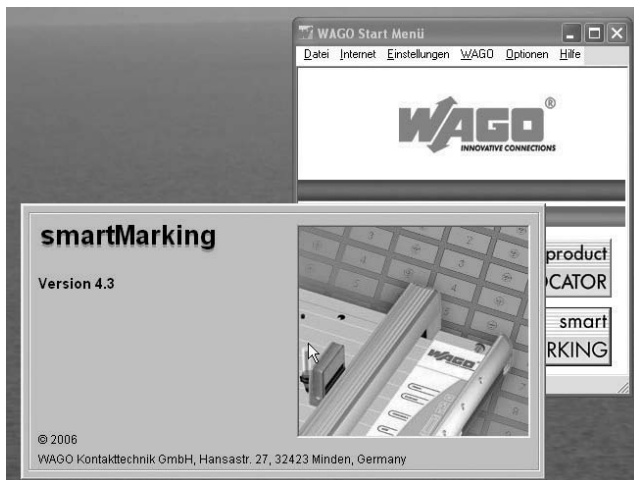 WAGO Start Menü
Datei Internet Einstellungen WAGO Optionen Hilfe
WAGO®
INNOVATIVE CONNECTIONS
product
CATOR
smart
RKING
smartMarking
Version 4.3
WAGO
© 2006
WAGO Kontakttechnik GmbH, Hansastr. 27, 32423 Minden, Germany